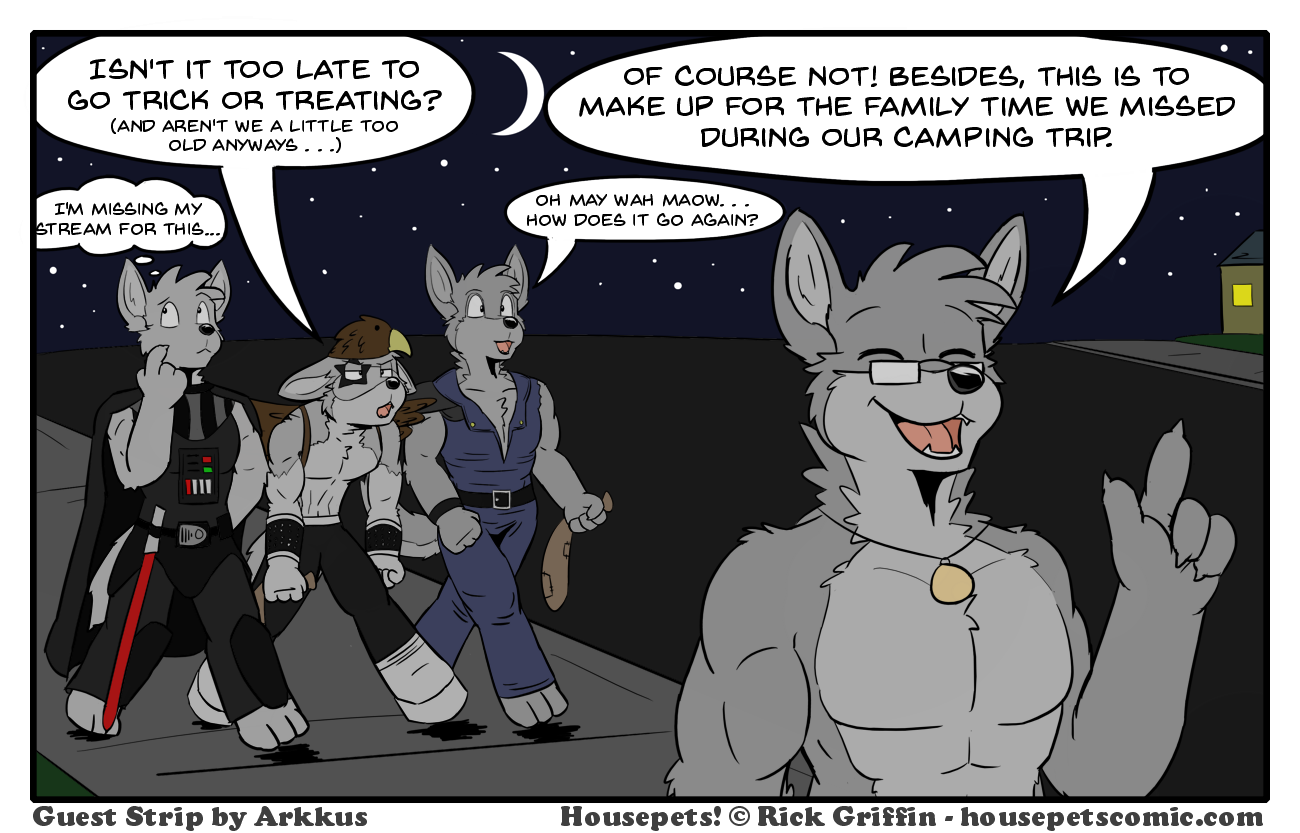 ISN'T IT TOO LATE TO
GO TRICK OR TREATING?
(AND AREN'T WE A LITTLE TOO
OLD ANYWAYS . . .)
OF COURSE NOT! BESIDES, THIS IS TO
MAKE UP FOR THE FAMILY TIME WE MISSED
DURING OUR CAMPING TRIP.
I'M MISSING MY
STREAM FOR THIS...
OH MAY WAH MAOW. . .
HOW DOES IT GO AGAIN?
Guest Strip by Arkkus
Housepets! © Rick Griffin - housepetscomic.com